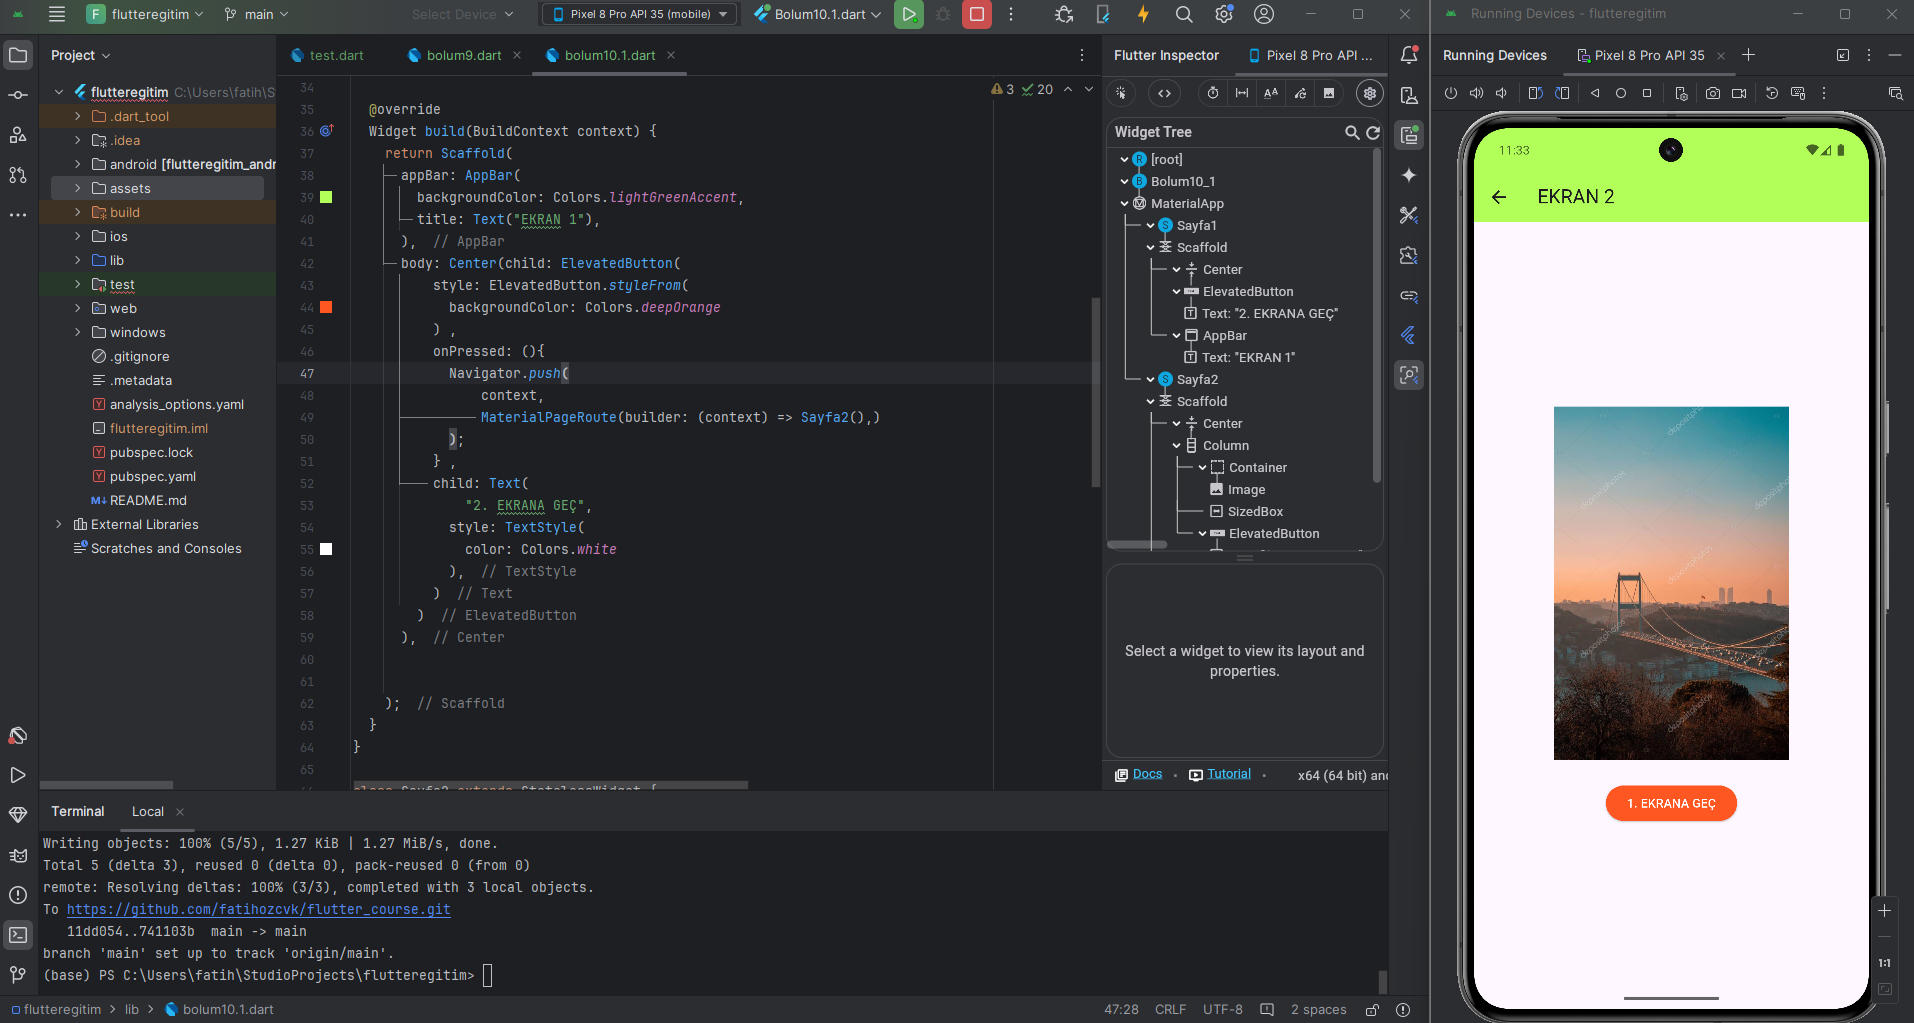 F flutteregitim
main
Select Device
Pixel 8 Pro API 35 (mobile)
Bolum10.1.dart
Running Devices - flutteregitim
Project
test.dart
bolum9.dart
bolum10.1.dart
Flutter Inspector
Pixel 8 Pro API ...
Running Devices
Pixel 8 Pro API 35
flutteregitim C:\Users\fatih\S
.dart_tool
.idea
android [flutteregitim_andr
assets
build
ios
lib
test
web
windows
.gitignore
.metadata
analysis_options.yaml
flutteregitim.iml
pubspec.lock
pubspec.yaml
README.md
External Libraries
Scratches and Consoles
3 20
34
35 @override
36 Widget build(BuildContext context) {
37 return Scaffold(
38 appBar: AppBar(
39 backgroundColor: Colors.lightGreenAccent,
40 title: Text("EKRAN 1"),
41 ), // AppBar
42 body: Center(child: ElevatedButton(
43 style: ElevatedButton.styleFrom(
44 backgroundColor: Colors.deepOrange
45 ) ,
46 onPressed: (){
47 Navigator.push(
48 context,
49 MaterialPageRoute(builder: (context) => Sayfa2(),)
50 );
51 } ,
52 child: Text(
53 "2. EKRANA GEÇ",
54 style: TextStyle(
55 color: Colors.white
56 ), // TextStyle
57 ) // Text
58 ) // ElevatedButton
59 ), // Center
60
61
62 ); // Scaffold
63 }
64 }
65
class Sayfa2 extends StatelessWidget {
Widget Tree
[root]
Bolum10_1
MaterialApp
Sayfa1
Scaffold
Center
ElevatedButton
Text: "2. EKRANA GEÇ"
AppBar
Text: "EKRAN 1"
Sayfa2
Scaffold
Center
Column
Container
Image
SizedBox
ElevatedButton
Select a widget to view its layout and
properties.
Docs
Tutorial
x64 (64 bit) anc
11:33
EKRAN 2
depositphotos
depositphotos
depositphotos
depositphotos
depositphotos
1. EKRANA GEÇ
1:1
Terminal
Local
Writing objects: 100% (5/5), 1.27 KiB | 1.27 MiB/s, done.
Total 5 (delta 3), reused 0 (delta 0), pack-reused 0 (from 0)
remote: Resolving deltas: 100% (3/3), completed with 3 local objects.
To https://github.com/fatihozcvk/flutter_course.git
11dd054..741103b main -> main
branch 'main' set up to track 'origin/main'.
(base) PS C:\Users\fatih\StudioProjects\flutteregitim>
flutteregitim > lib > bolum10.1.dart
47:28 CRLF UTF-8 2 spaces